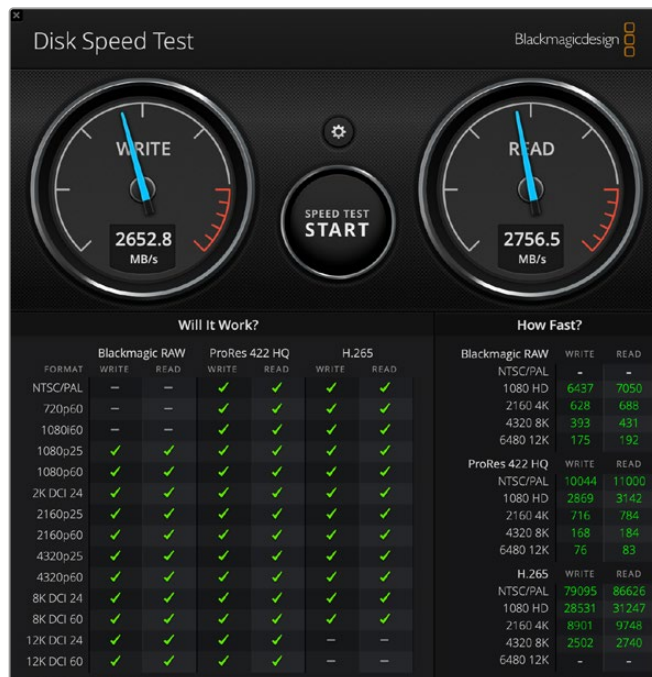 Disk Speed Test
Blackmagicdesign
WRITE
2652.8
MB/s
SPEED TEST
START
READ
2756.5
MB/s
Will It Work?
Blackmagic RAW ProRes 422 HQ H.265
FORMAT WRITE READ WRITE READ WRITE READ
NTSC/PAL – – ✓ ✓ ✓ ✓
720p60 – – ✓ ✓ ✓ ✓
1080i60 – – ✓ ✓ ✓ ✓
1080p25 ✓ ✓ ✓ ✓ ✓ ✓
1080p60 ✓ ✓ ✓ ✓ ✓ ✓
2K DCI 24 ✓ ✓ ✓ ✓ ✓ ✓
2160p25 ✓ ✓ ✓ ✓ ✓ ✓
2160p60 ✓ ✓ ✓ ✓ ✓ ✓
4320p25 ✓ ✓ ✓ ✓ ✓ ✓
4320p60 ✓ ✓ ✓ ✓ ✓ ✓
8K DCI 24 ✓ ✓ ✓ ✓ ✓ ✓
8K DCI 60 ✓ ✓ ✓ ✓ ✓ ✓
12K DCI 24 ✓ ✓ ✓ ✓ – –
12K DCI 60 ✓ ✓ ✓ ✓ – –
How Fast?
Blackmagic RAW WRITE READ
NTSC/PAL - -
1080 HD 6437 7050
2160 4K 628 688
4320 8K 393 431
6480 12K 175 192
ProRes 422 HQ WRITE READ
NTSC/PAL 10044 11000
1080 HD 2869 3142
2160 4K 716 784
4320 8K 168 184
6480 12K 76 83
H.265 WRITE READ
NTSC/PAL 79095 86626
1080 HD 28531 31247
2160 4K 8901 9748
4320 8K 2502 2740
6480 12K - -